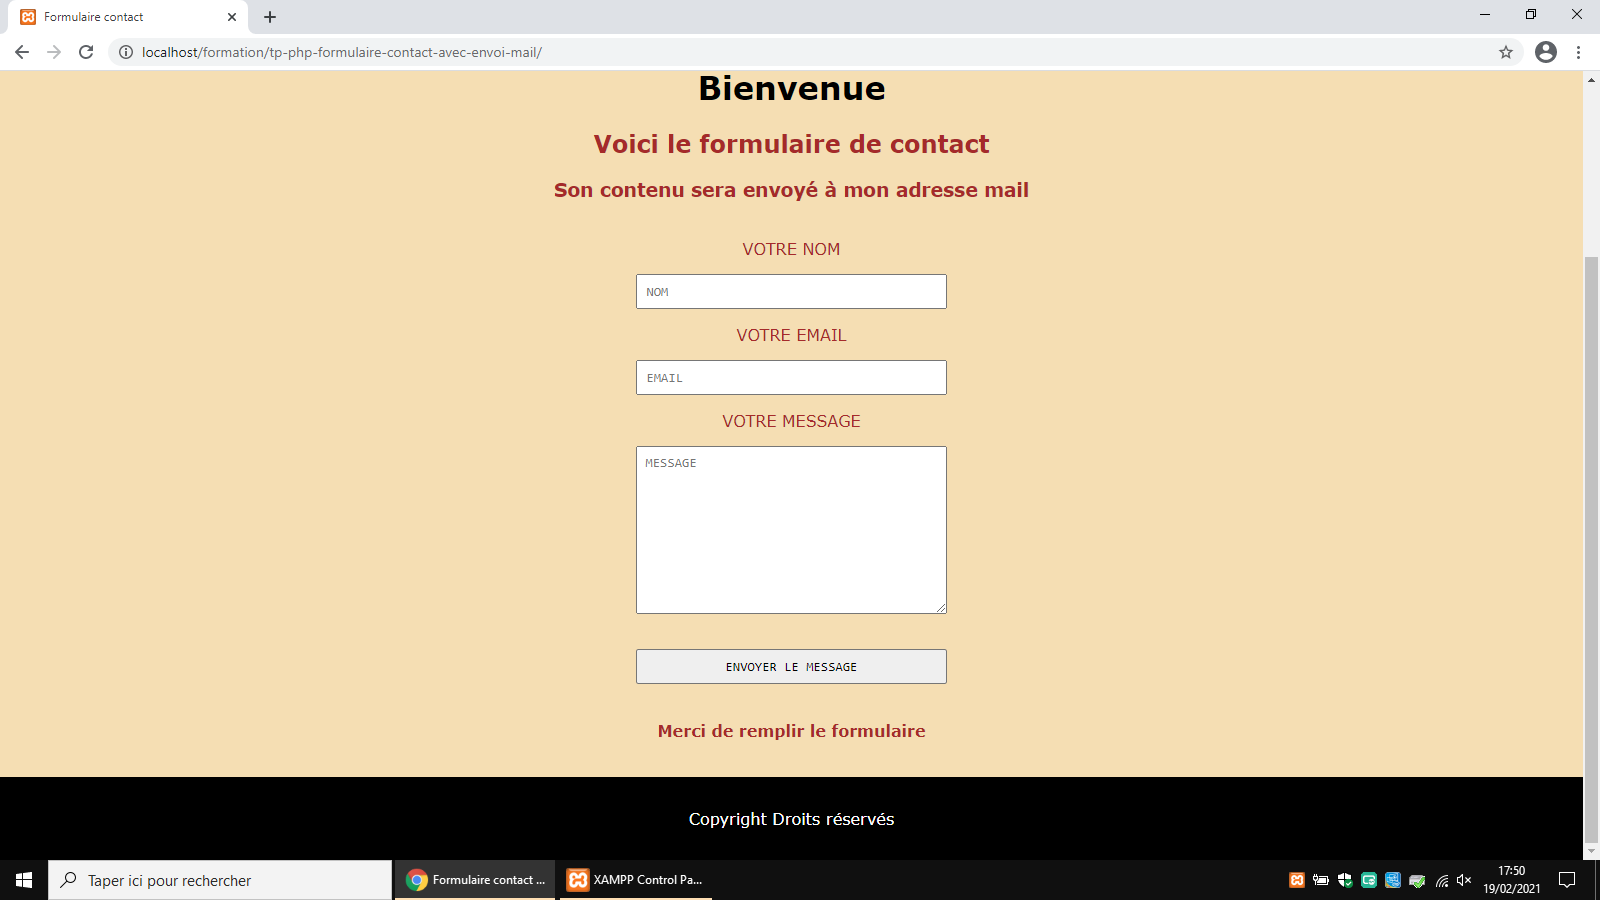 Formulaire contact
localhost/formation/tp-php-formulaire-contact-avec-envoi-mail/
Bienvenue
Voici le formulaire de contact
Son contenu sera envoyé à mon adresse mail
VOTRE NOM
NOM
VOTRE EMAIL
EMAIL
VOTRE MESSAGE
MESSAGE
ENVOYER LE MESSAGE
Merci de remplir le formulaire
Copyright Droits réservés
Taper ici pour rechercher
Formulaire contact ...
XAMPP Control Pa...
17:50
19/02/2021